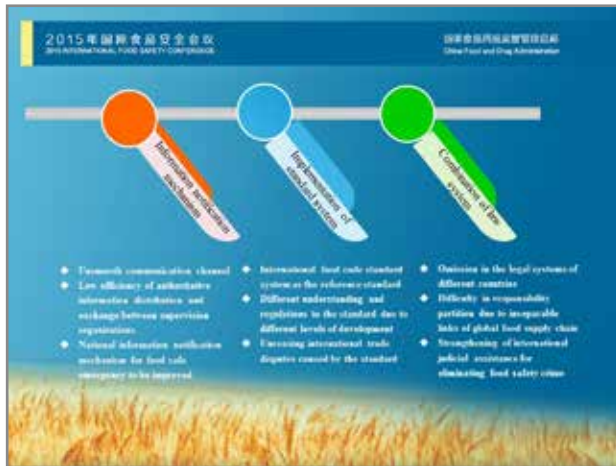 2015年国际食品安全会议
2015 INTERNATIONAL FOOD SAFETY CONFERENCE
国家食品药品监督管理总局
China Food and Drug Administration
Information notification
mechanism
Implementation of
standard system
Combination of law
system
Unsmooth communication channel
Low efficiency of authoritative
information distribution and
exchange between supervision
organizations
National information notification
mechanism for food safe
emergency to be improved
International food code standard
system as the reference standard
Different understanding and
regulations to the standard due to
different levels of development
Unceasing international trade
disputes caused by the standard
Omission in the legal systems of
different countries
Difficulty in responsibility
partition due to inseparable
links of global food supply chain
Strengthening of international
judicial assistance for
eliminating food safety crime